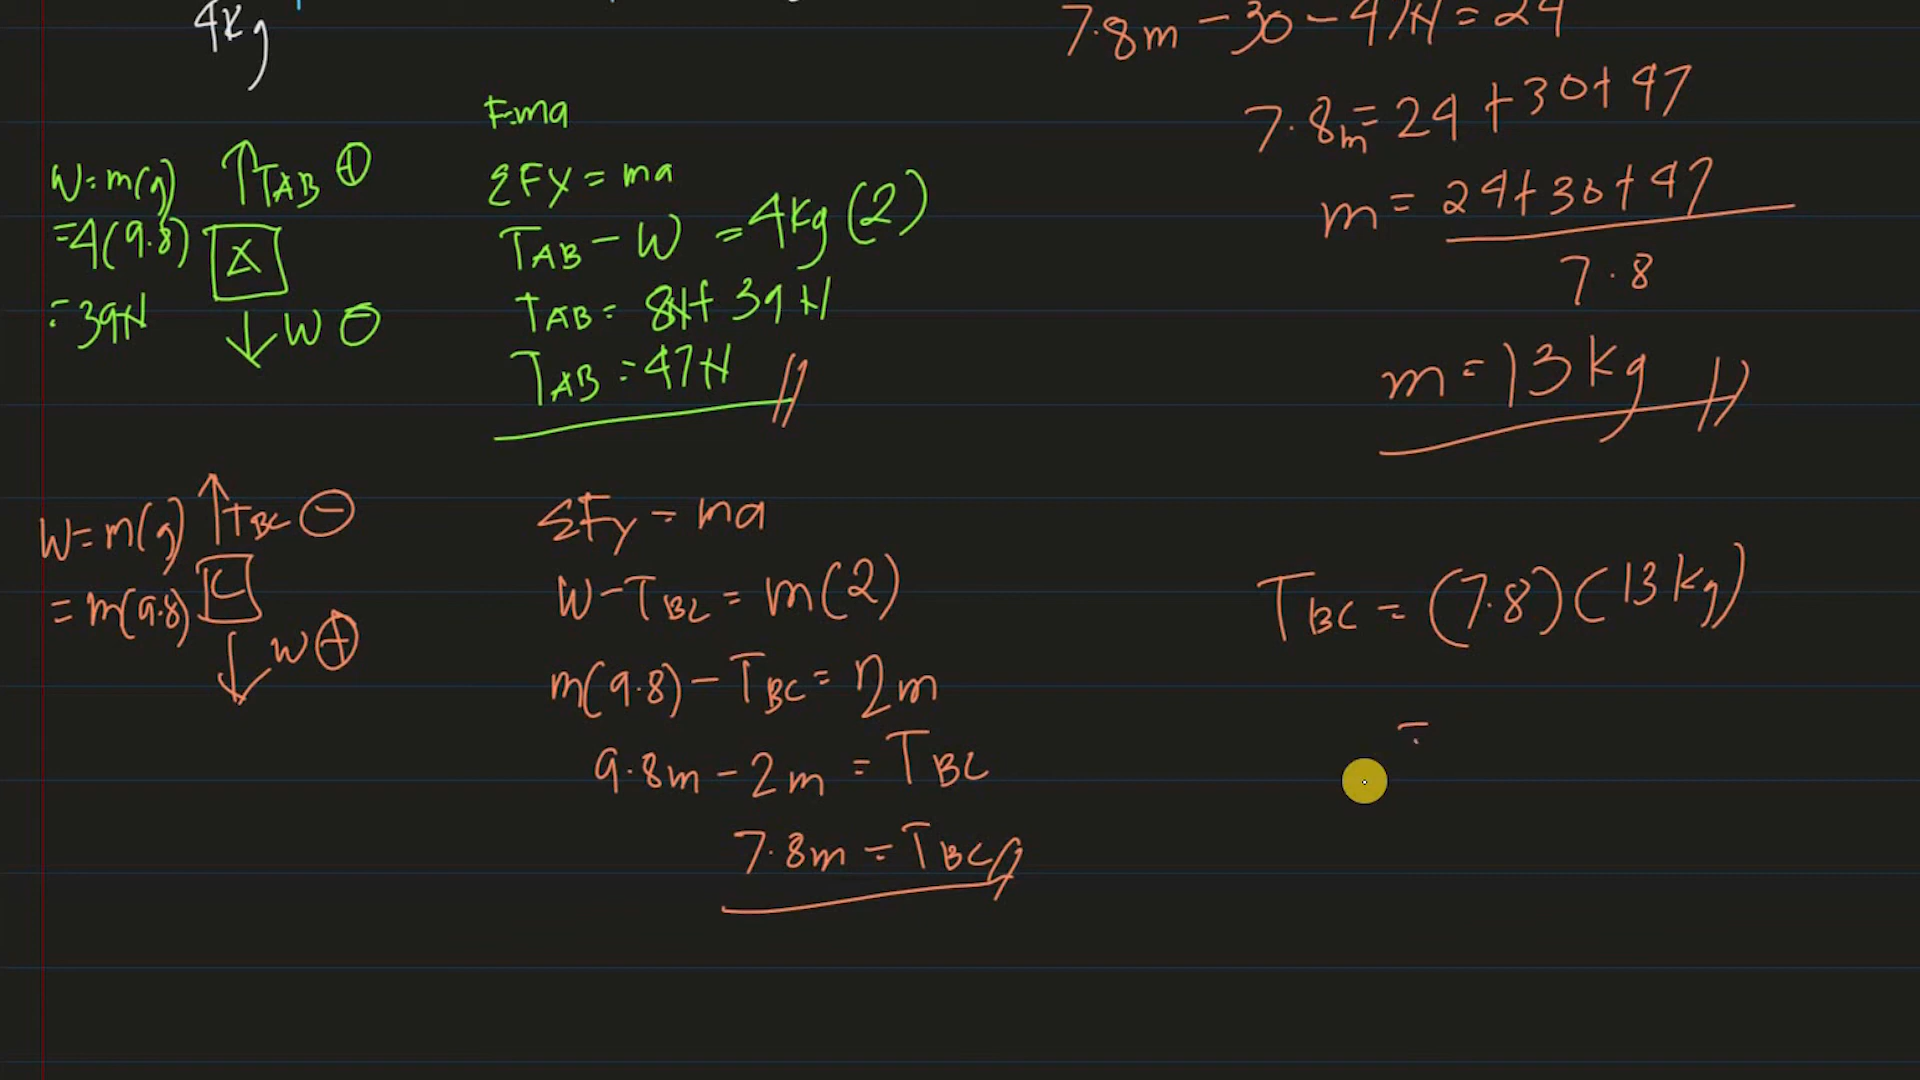 4kg
F=ma
W=m(g) ↑TAB ⊕
=4(9.8) A
=39N ↓W ⊖
ΣFy = ma
TAB - W = 4kg(2)
TAB = 8N + 39N
TAB = 47N
7.8m - 30 - 47N = 24
7.8m = 24 + 30 + 47
m = 24 + 30 + 47
7.8
m = 13kg
W=m(g) ↑TBC ⊖
= m(9.8) C
↓W ⊕
ΣFy = ma
W - TBC = m(2)
m(9.8) - TBC = 2m
9.8m - 2m = TBC
7.8m = TBC
TBC = (7.8)(13kg)
=